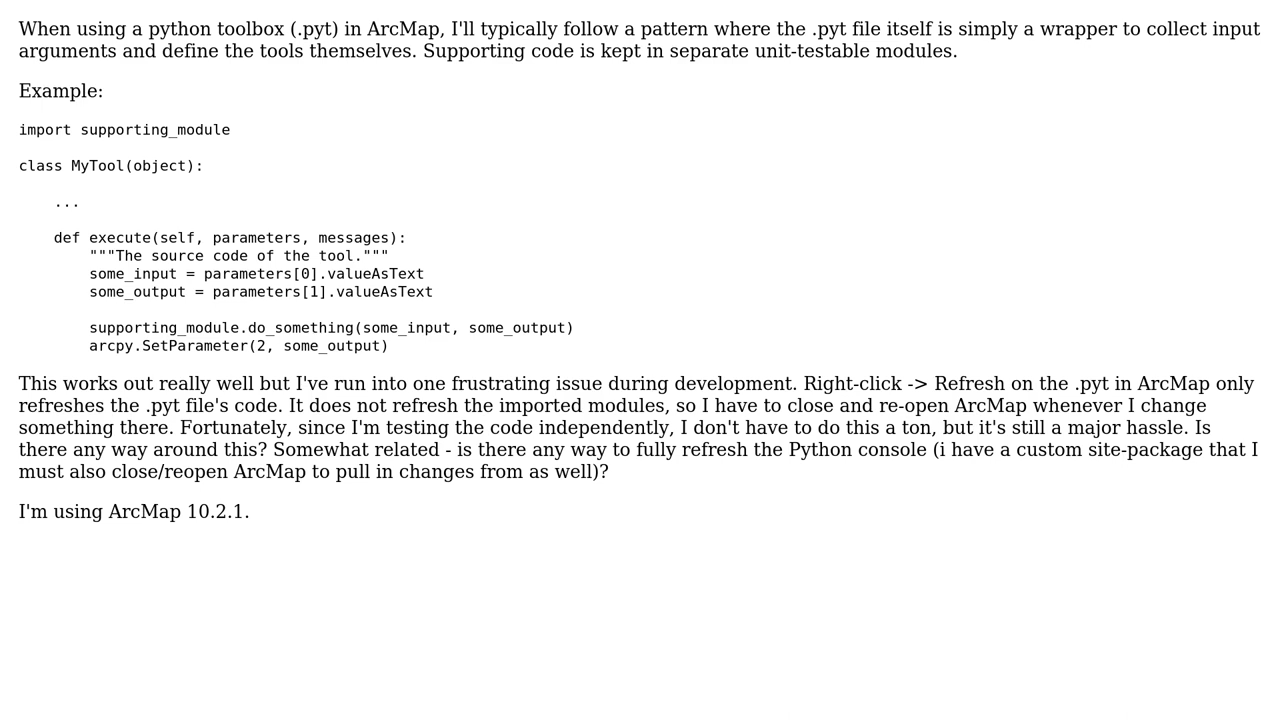 When using a python toolbox (.pyt) in ArcMap, I'll typically follow a pattern where the .pyt file itself is simply a wrapper to collect input
arguments and define the tools themselves. Supporting code is kept in separate unit-testable modules.
Example:
import supporting_module
class MyTool(object):
    ...
    def execute(self, parameters, messages):
        """The source code of the tool."""
        some_input = parameters[0].valueAsText
        some_output = parameters[1].valueAsText
        supporting_module.do_something(some_input, some_output)
        arcpy.SetParameter(2, some_output)
This works out really well but I've run into one frustrating issue during development. Right-click -> Refresh on the .pyt in ArcMap only
refreshes the .pyt file's code. It does not refresh the imported modules, so I have to close and re-open ArcMap whenever I change
something there. Fortunately, since I'm testing the code independently, I don't have to do this a ton, but it's still a major hassle. Is
there any way around this? Somewhat related - is there any way to fully refresh the Python console (i have a custom site-package that I
must also close/reopen ArcMap to pull in changes from as well)?
I'm using ArcMap 10.2.1.